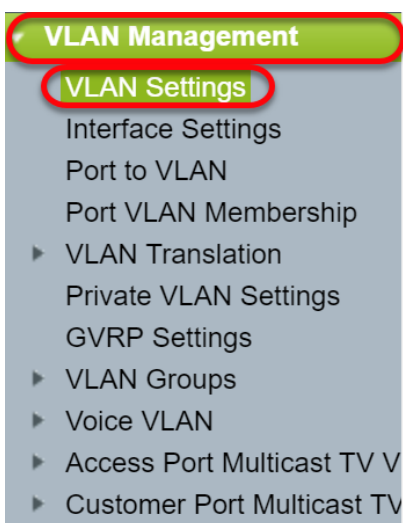 VLAN Management
VLAN Settings
Interface Settings
Port to VLAN
Port VLAN Membership
VLAN Translation
Private VLAN Settings
GVRP Settings
VLAN Groups
Voice VLAN
Access Port Multicast TV V
Customer Port Multicast TV